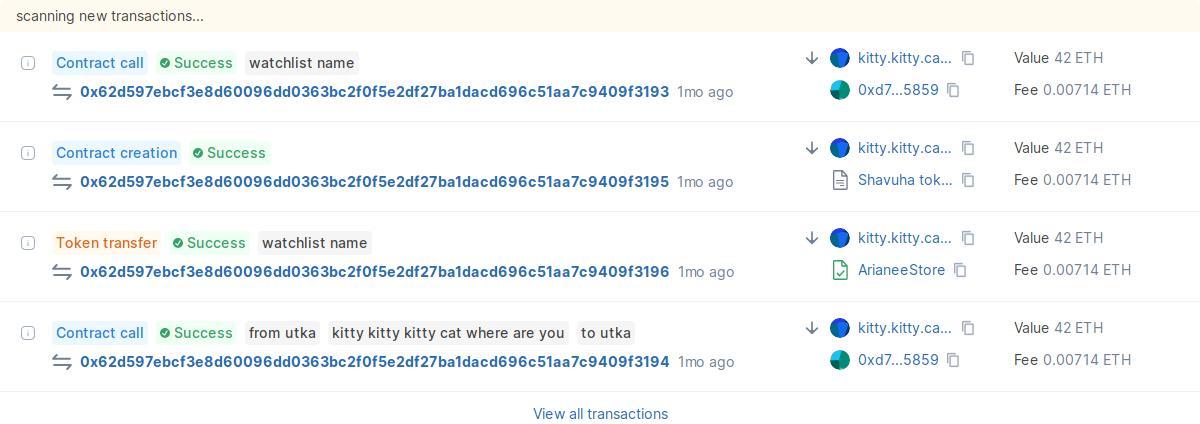 scanning new transactions...
Contract call Success watchlist name
0x62d597ebcf3e8d60096dd0363bc2f0f5e2df27ba1dacd696c51aa7c9409f3193 1mo ago
kitty.kitty.ca...
0xd7...5859
Value 42 ETH
Fee 0.00714 ETH
Contract creation Success
0x62d597ebcf3e8d60096dd0363bc2f0f5e2df27ba1dacd696c51aa7c9409f3195 1mo ago
kitty.kitty.ca...
Shavuha tok...
Value 42 ETH
Fee 0.00714 ETH
Token transfer Success watchlist name
0x62d597ebcf3e8d60096dd0363bc2f0f5e2df27ba1dacd696c51aa7c9409f3196 1mo ago
kitty.kitty.ca...
ArianeeStore
Value 42 ETH
Fee 0.00714 ETH
Contract call Success from utka kitty kitty kitty cat where are you to utka
0x62d597ebcf3e8d60096dd0363bc2f0f5e2df27ba1dacd696c51aa7c9409f3194 1mo ago
kitty.kitty.ca...
0xd7...5859
Value 42 ETH
Fee 0.00714 ETH
View all transactions